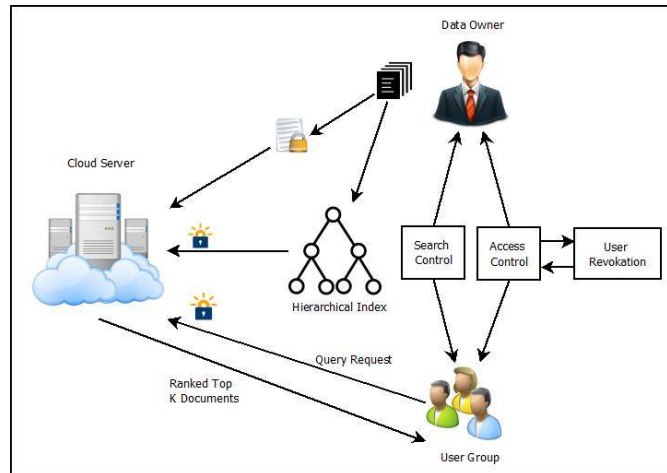 Data Owner
Cloud Server
Search
Control
Access
Control
User
Revokation
Hierarchical Index
Query Request
Ranked Top
K Documents
User Group